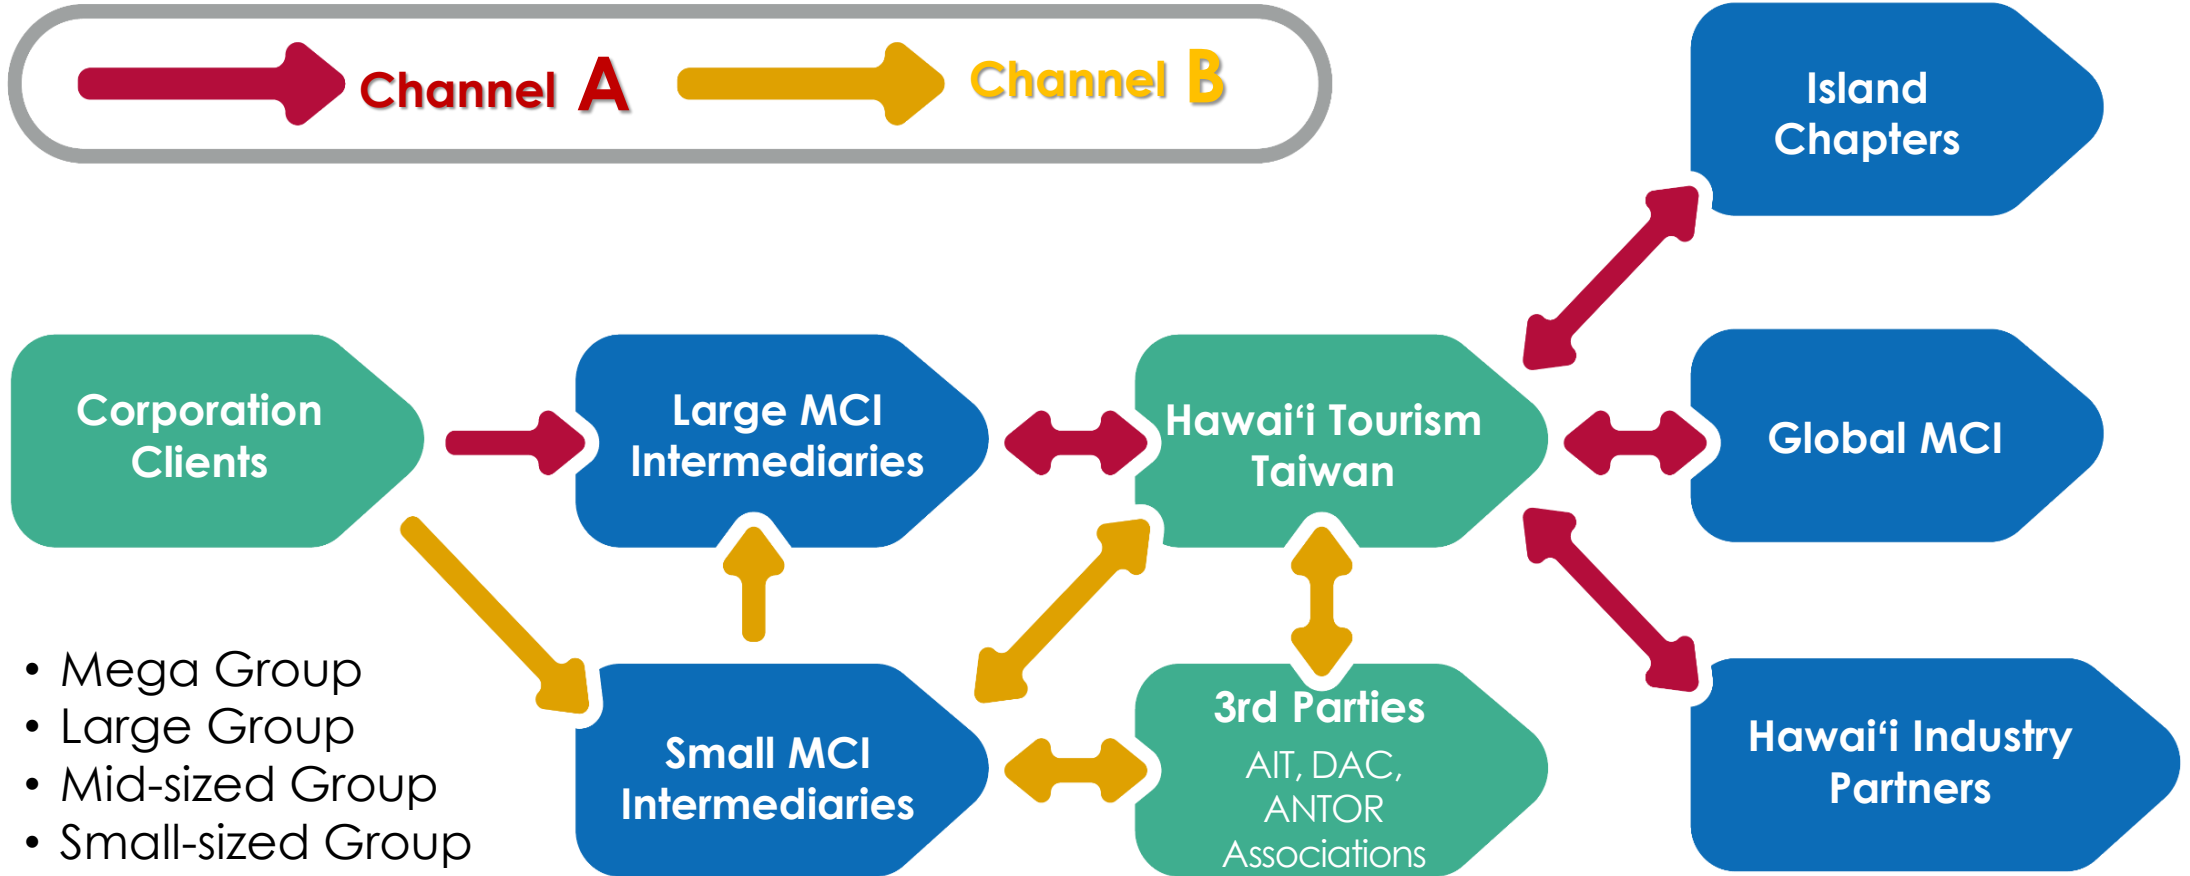 Channel A
Channel B
Island
Chapters
Corporation
Clients
Large MCI
Intermediaries
Hawai‘i Tourism
Taiwan
Global MCI
• Mega Group
• Large Group
• Mid-sized Group
• Small-sized Group
Small MCI
Intermediaries
3rd Parties
AIT, DAC,
ANTOR
Associations
Hawai‘i Industry
Partners